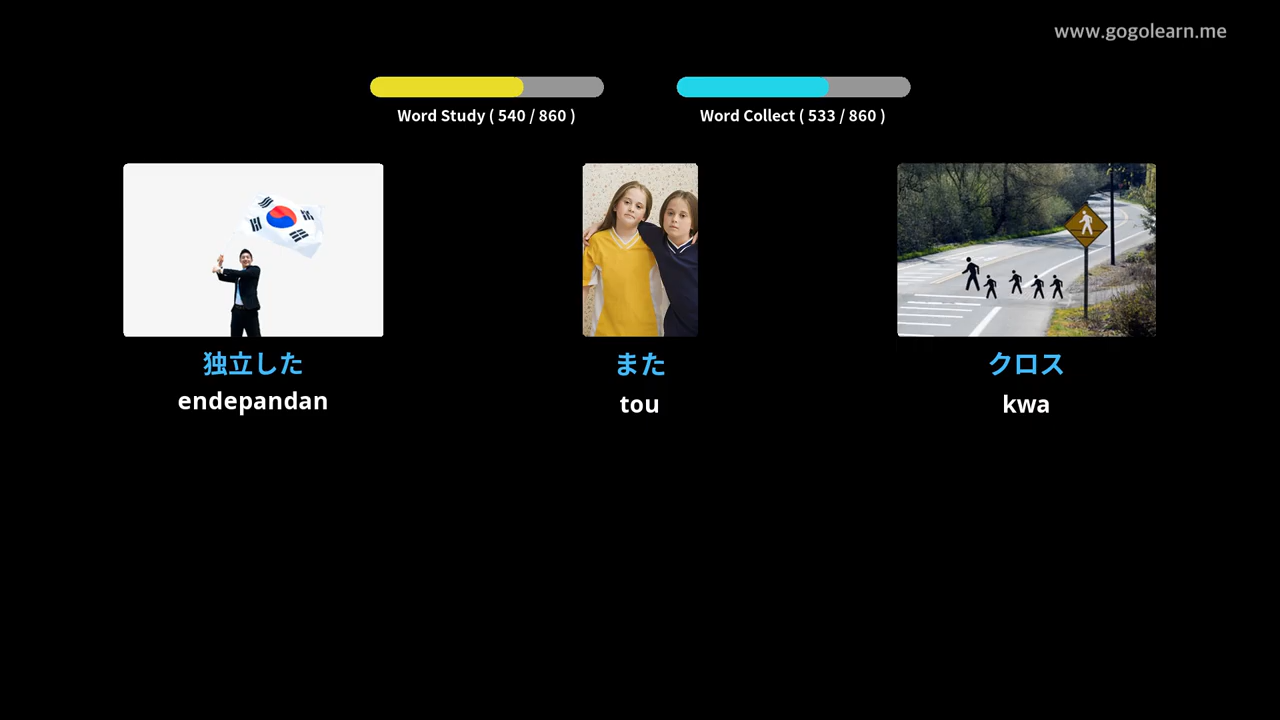 www.gogolearn.me
Word Study ( 540 / 860 )
Word Collect ( 533 / 860 )
独立した
endepandan
また
tou
クロス
kwa